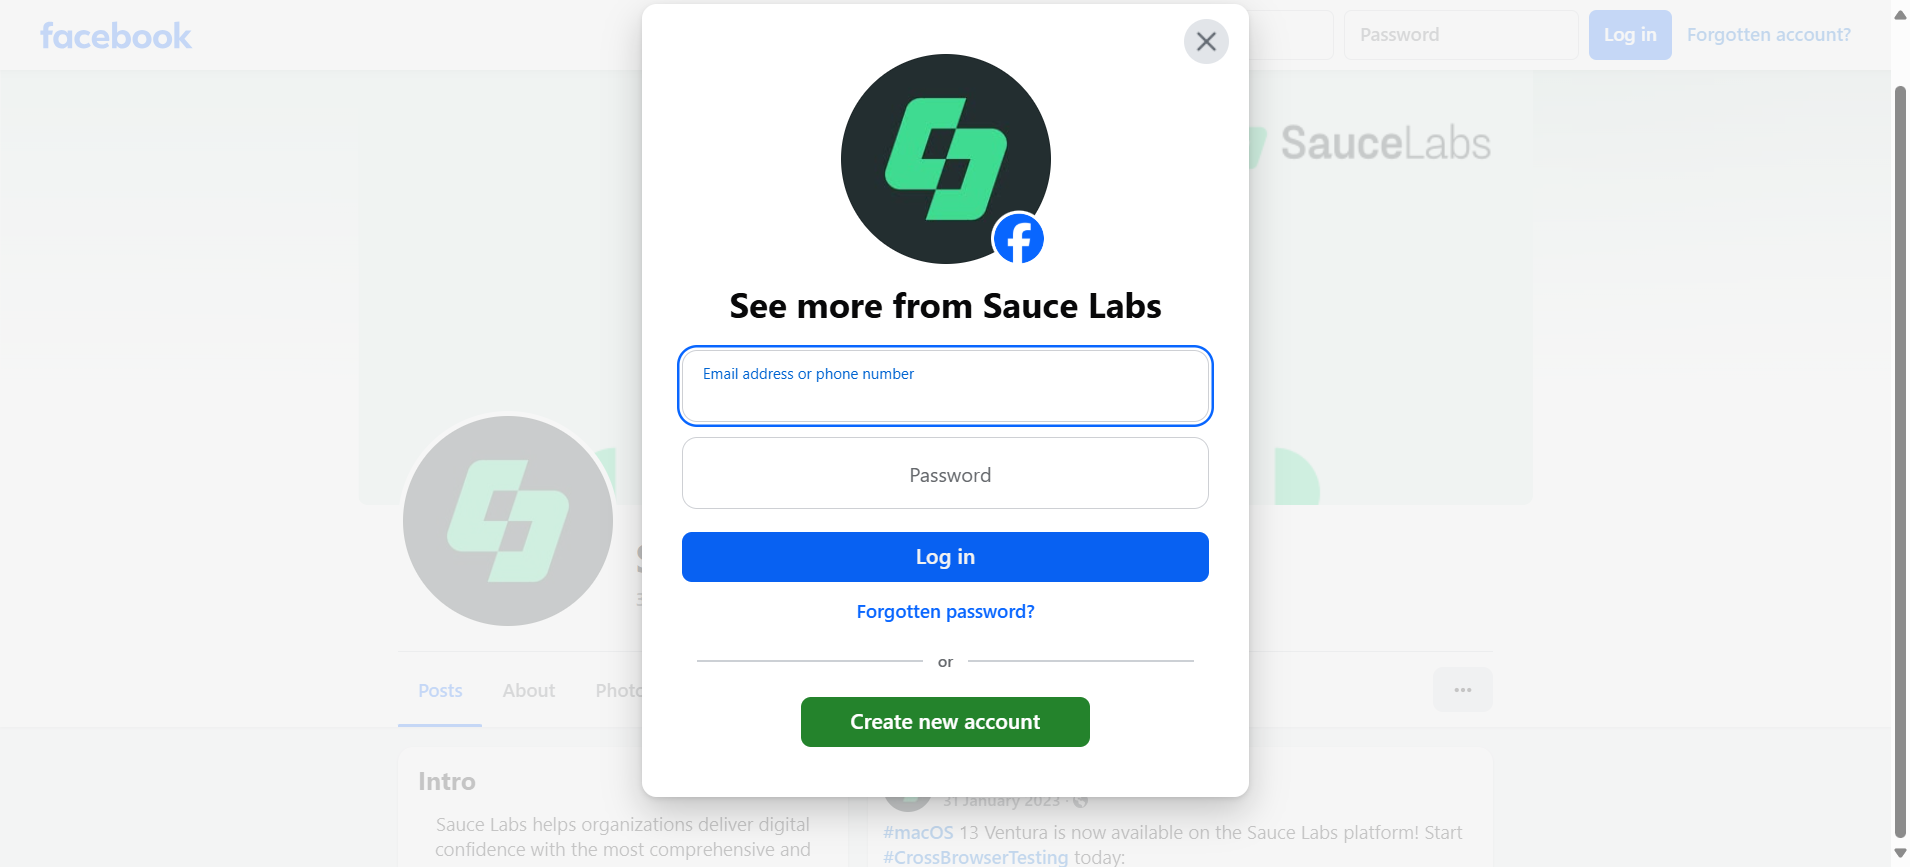 facebook
Password
Log in
Forgotten account?
SauceLabs
See more from Sauce Labs
Email address or phone number
Password
Log in
Forgotten password?
or
Create new account
Posts
About
Intro
Sauce Labs helps organizations deliver digital
confidence with the most comprehensive and
31 January 2023 ·
#macOS 13 Ventura is now available on the Sauce Labs platform! Start
#CrossBrowserTesting today: